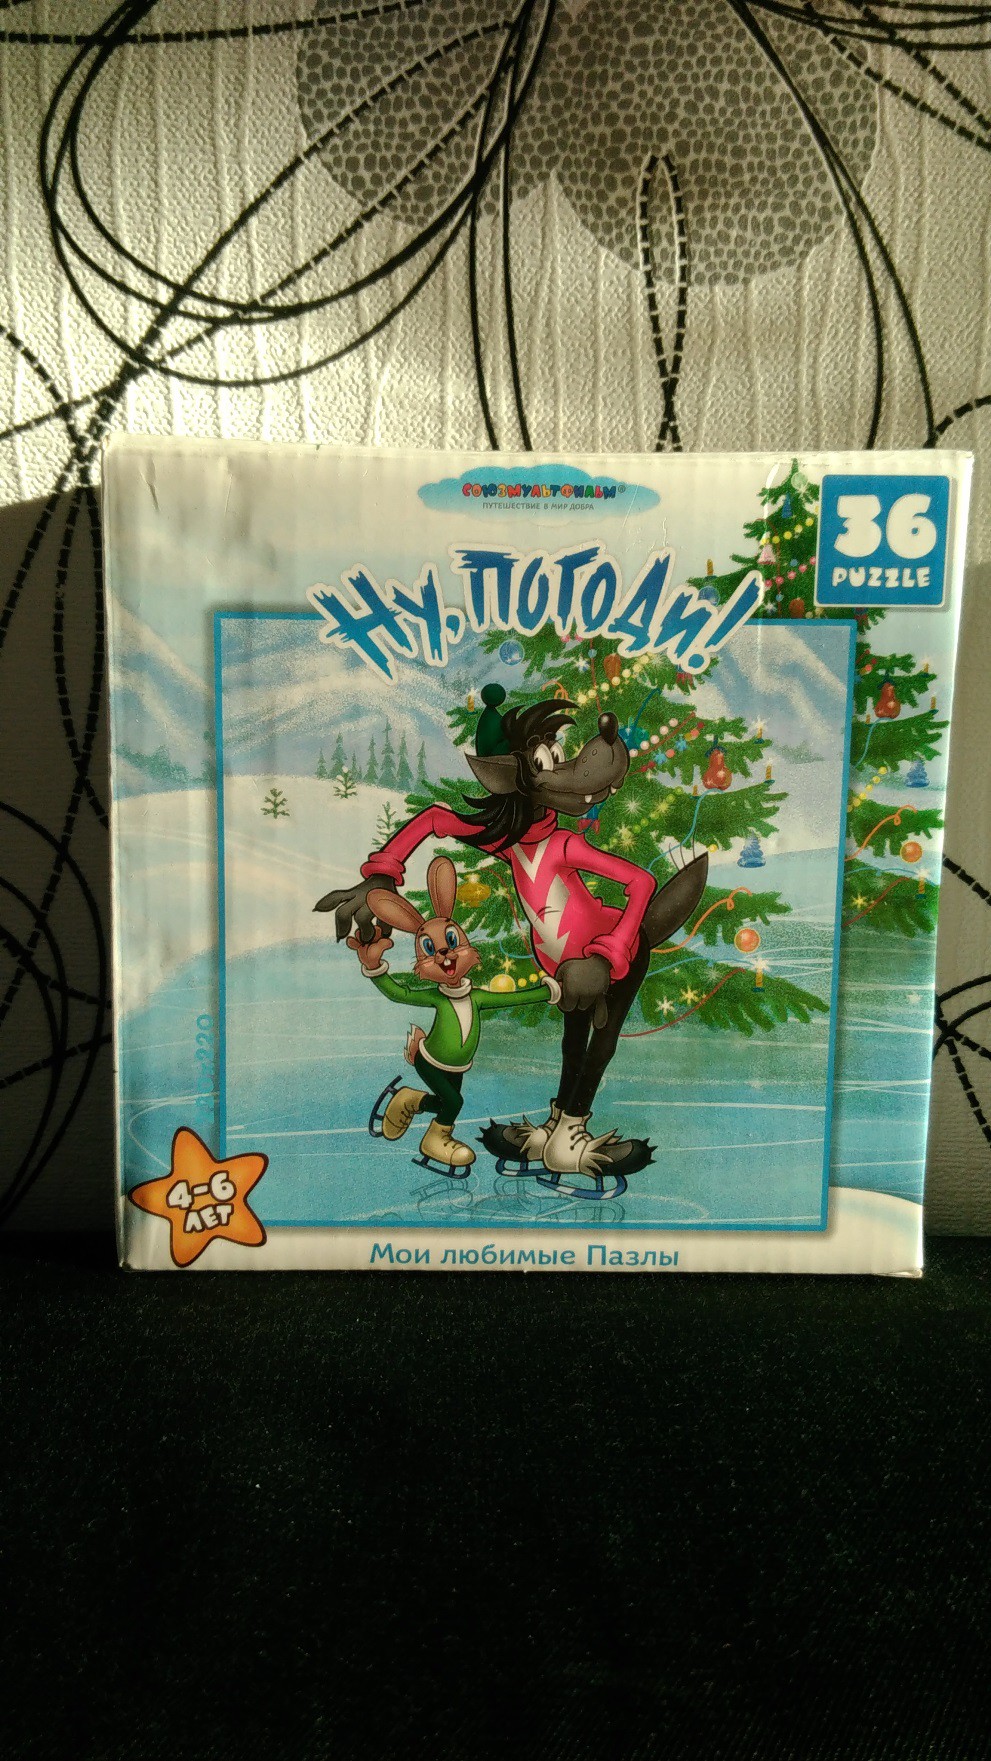 СОЮЗМУЛЬТФИЛЬМ®
ПУТЕШЕСТВИЕ В МИР ДОБРА
36
PUZZLE
Ну, погоди!
4-6
ЛЕТ
Мои любимые Пазлы